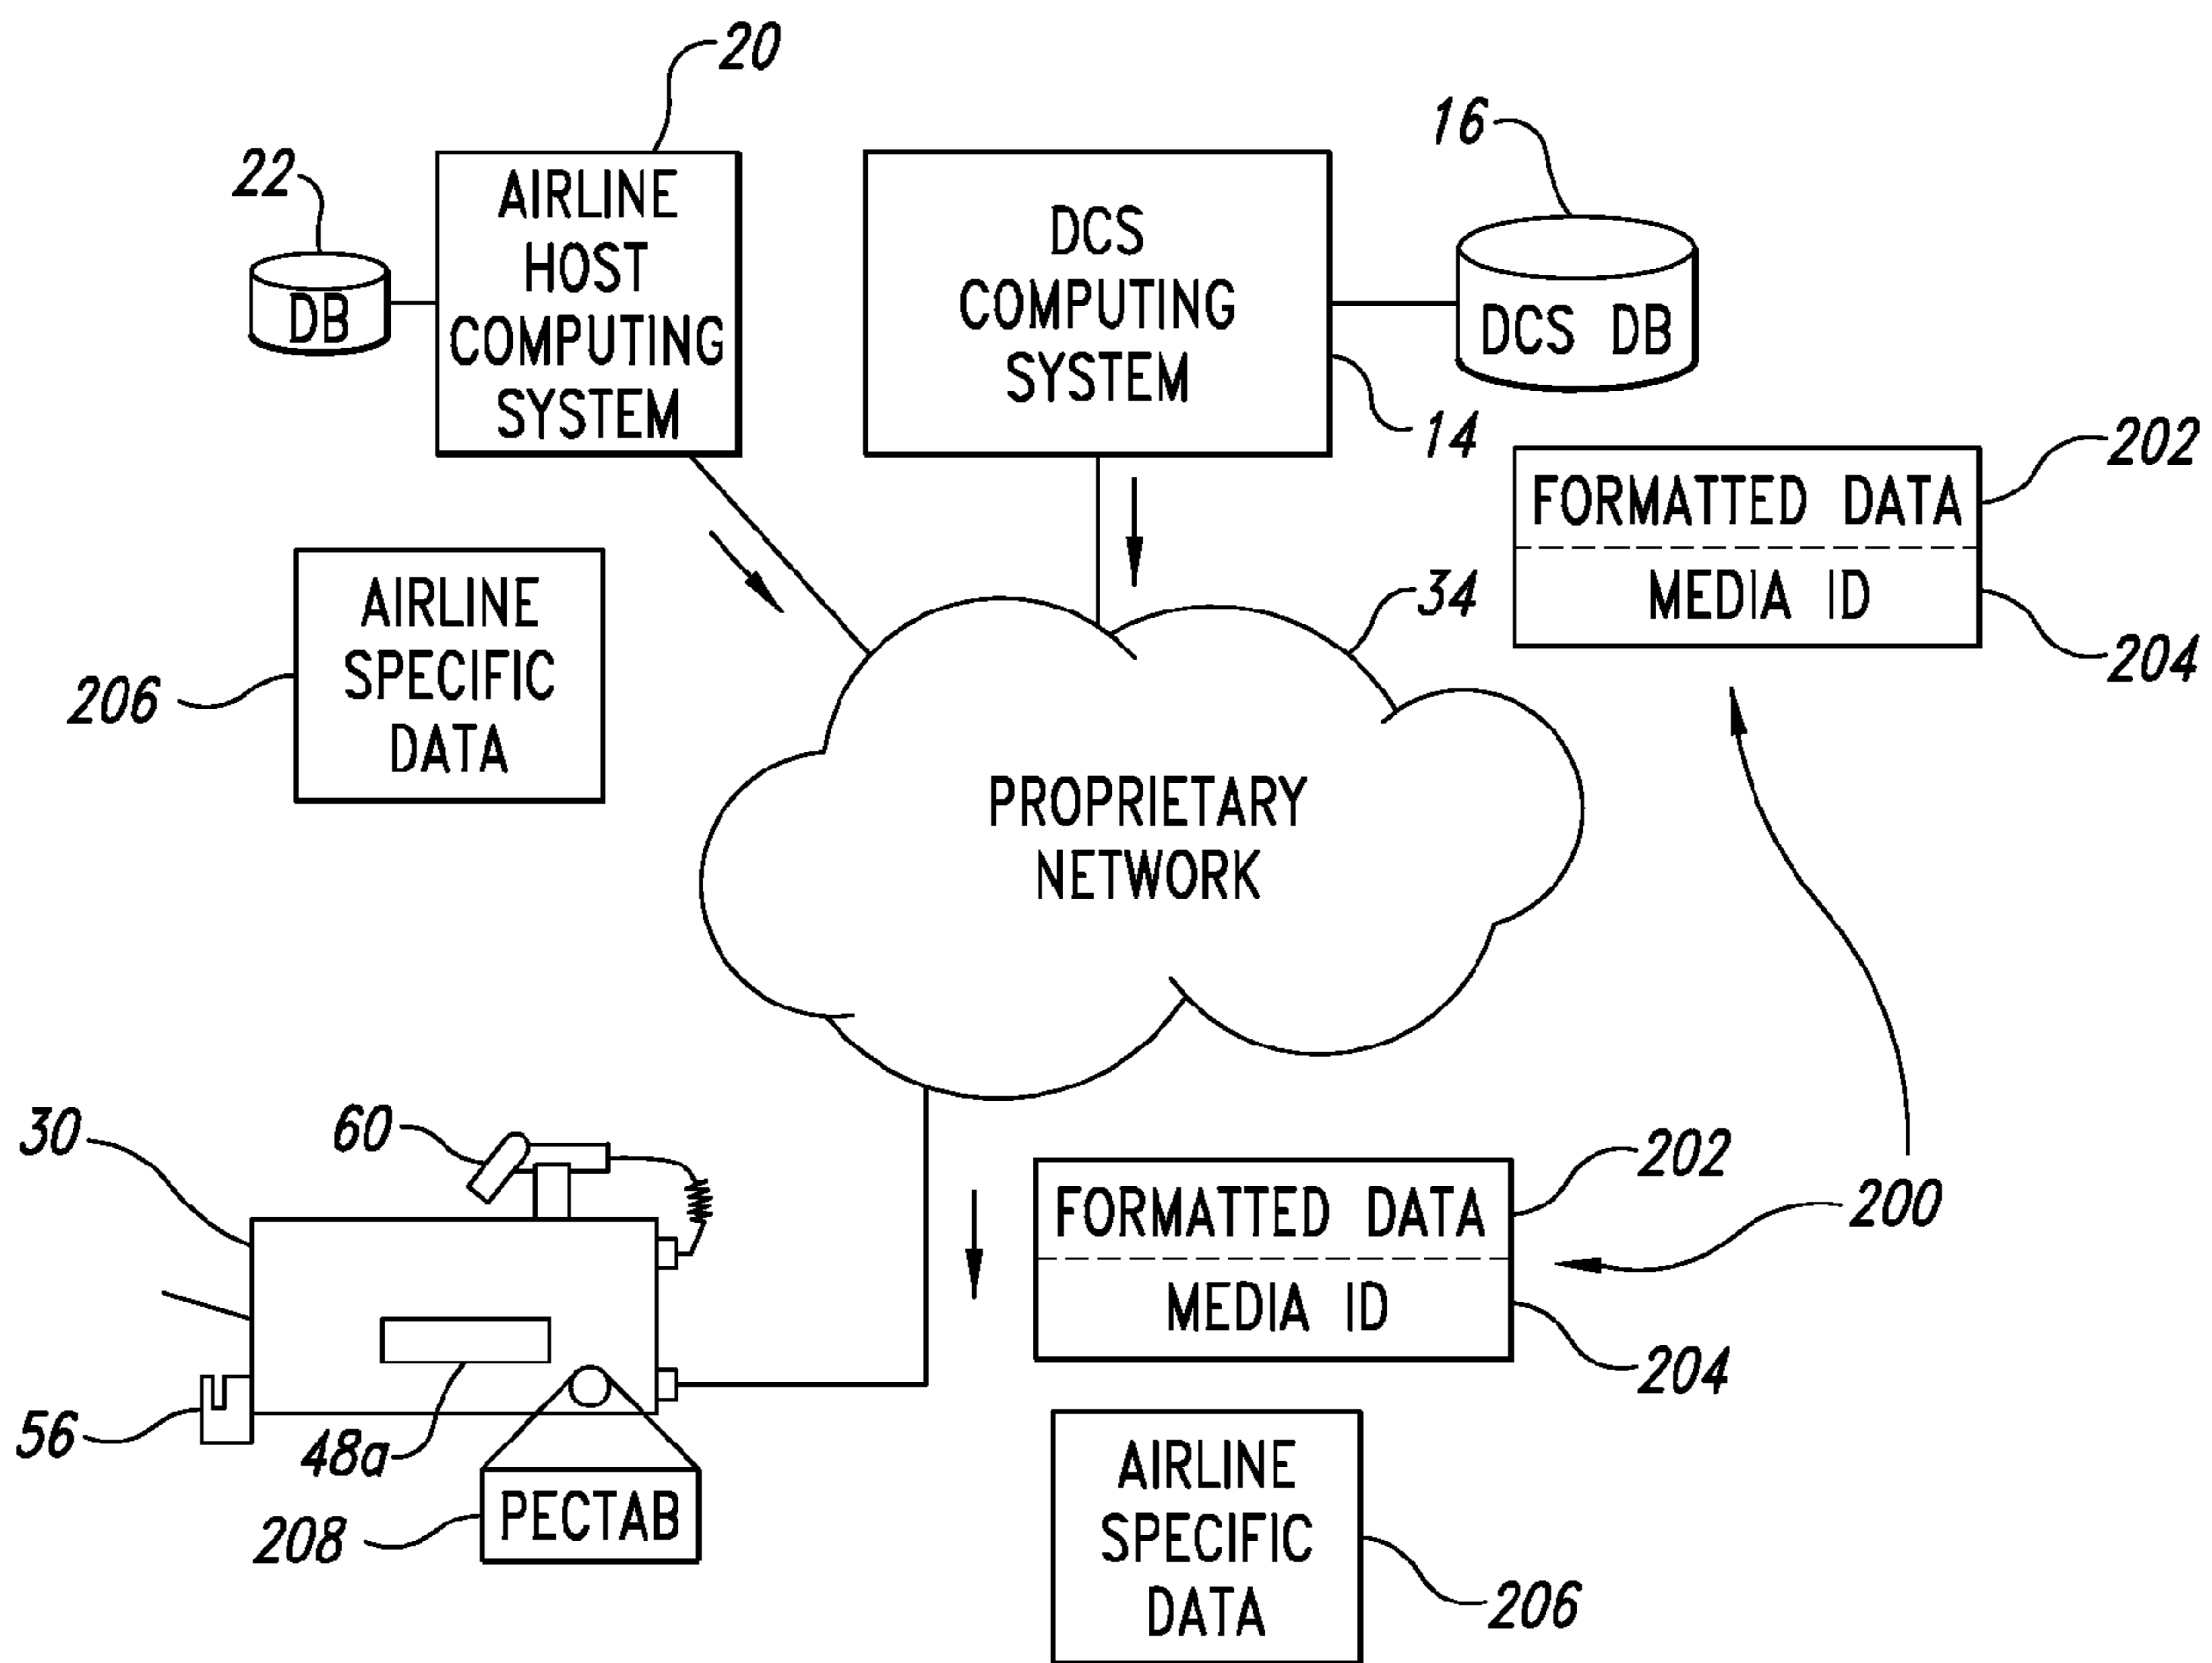 20
22
AIRLINE
HOST
COMPUTING
SYSTEM
DB
DCS
COMPUTING
SYSTEM
16
DCS DB
14
202
FORMATTED DATA
MEDIA ID
204
34
AIRLINE
SPECIFIC
DATA
206
PROPRIETARY
NETWORK
30
60
202
FORMATTED DATA
MEDIA ID
204
200
56
48a
208
PECTAB
AIRLINE
SPECIFIC
DATA
206